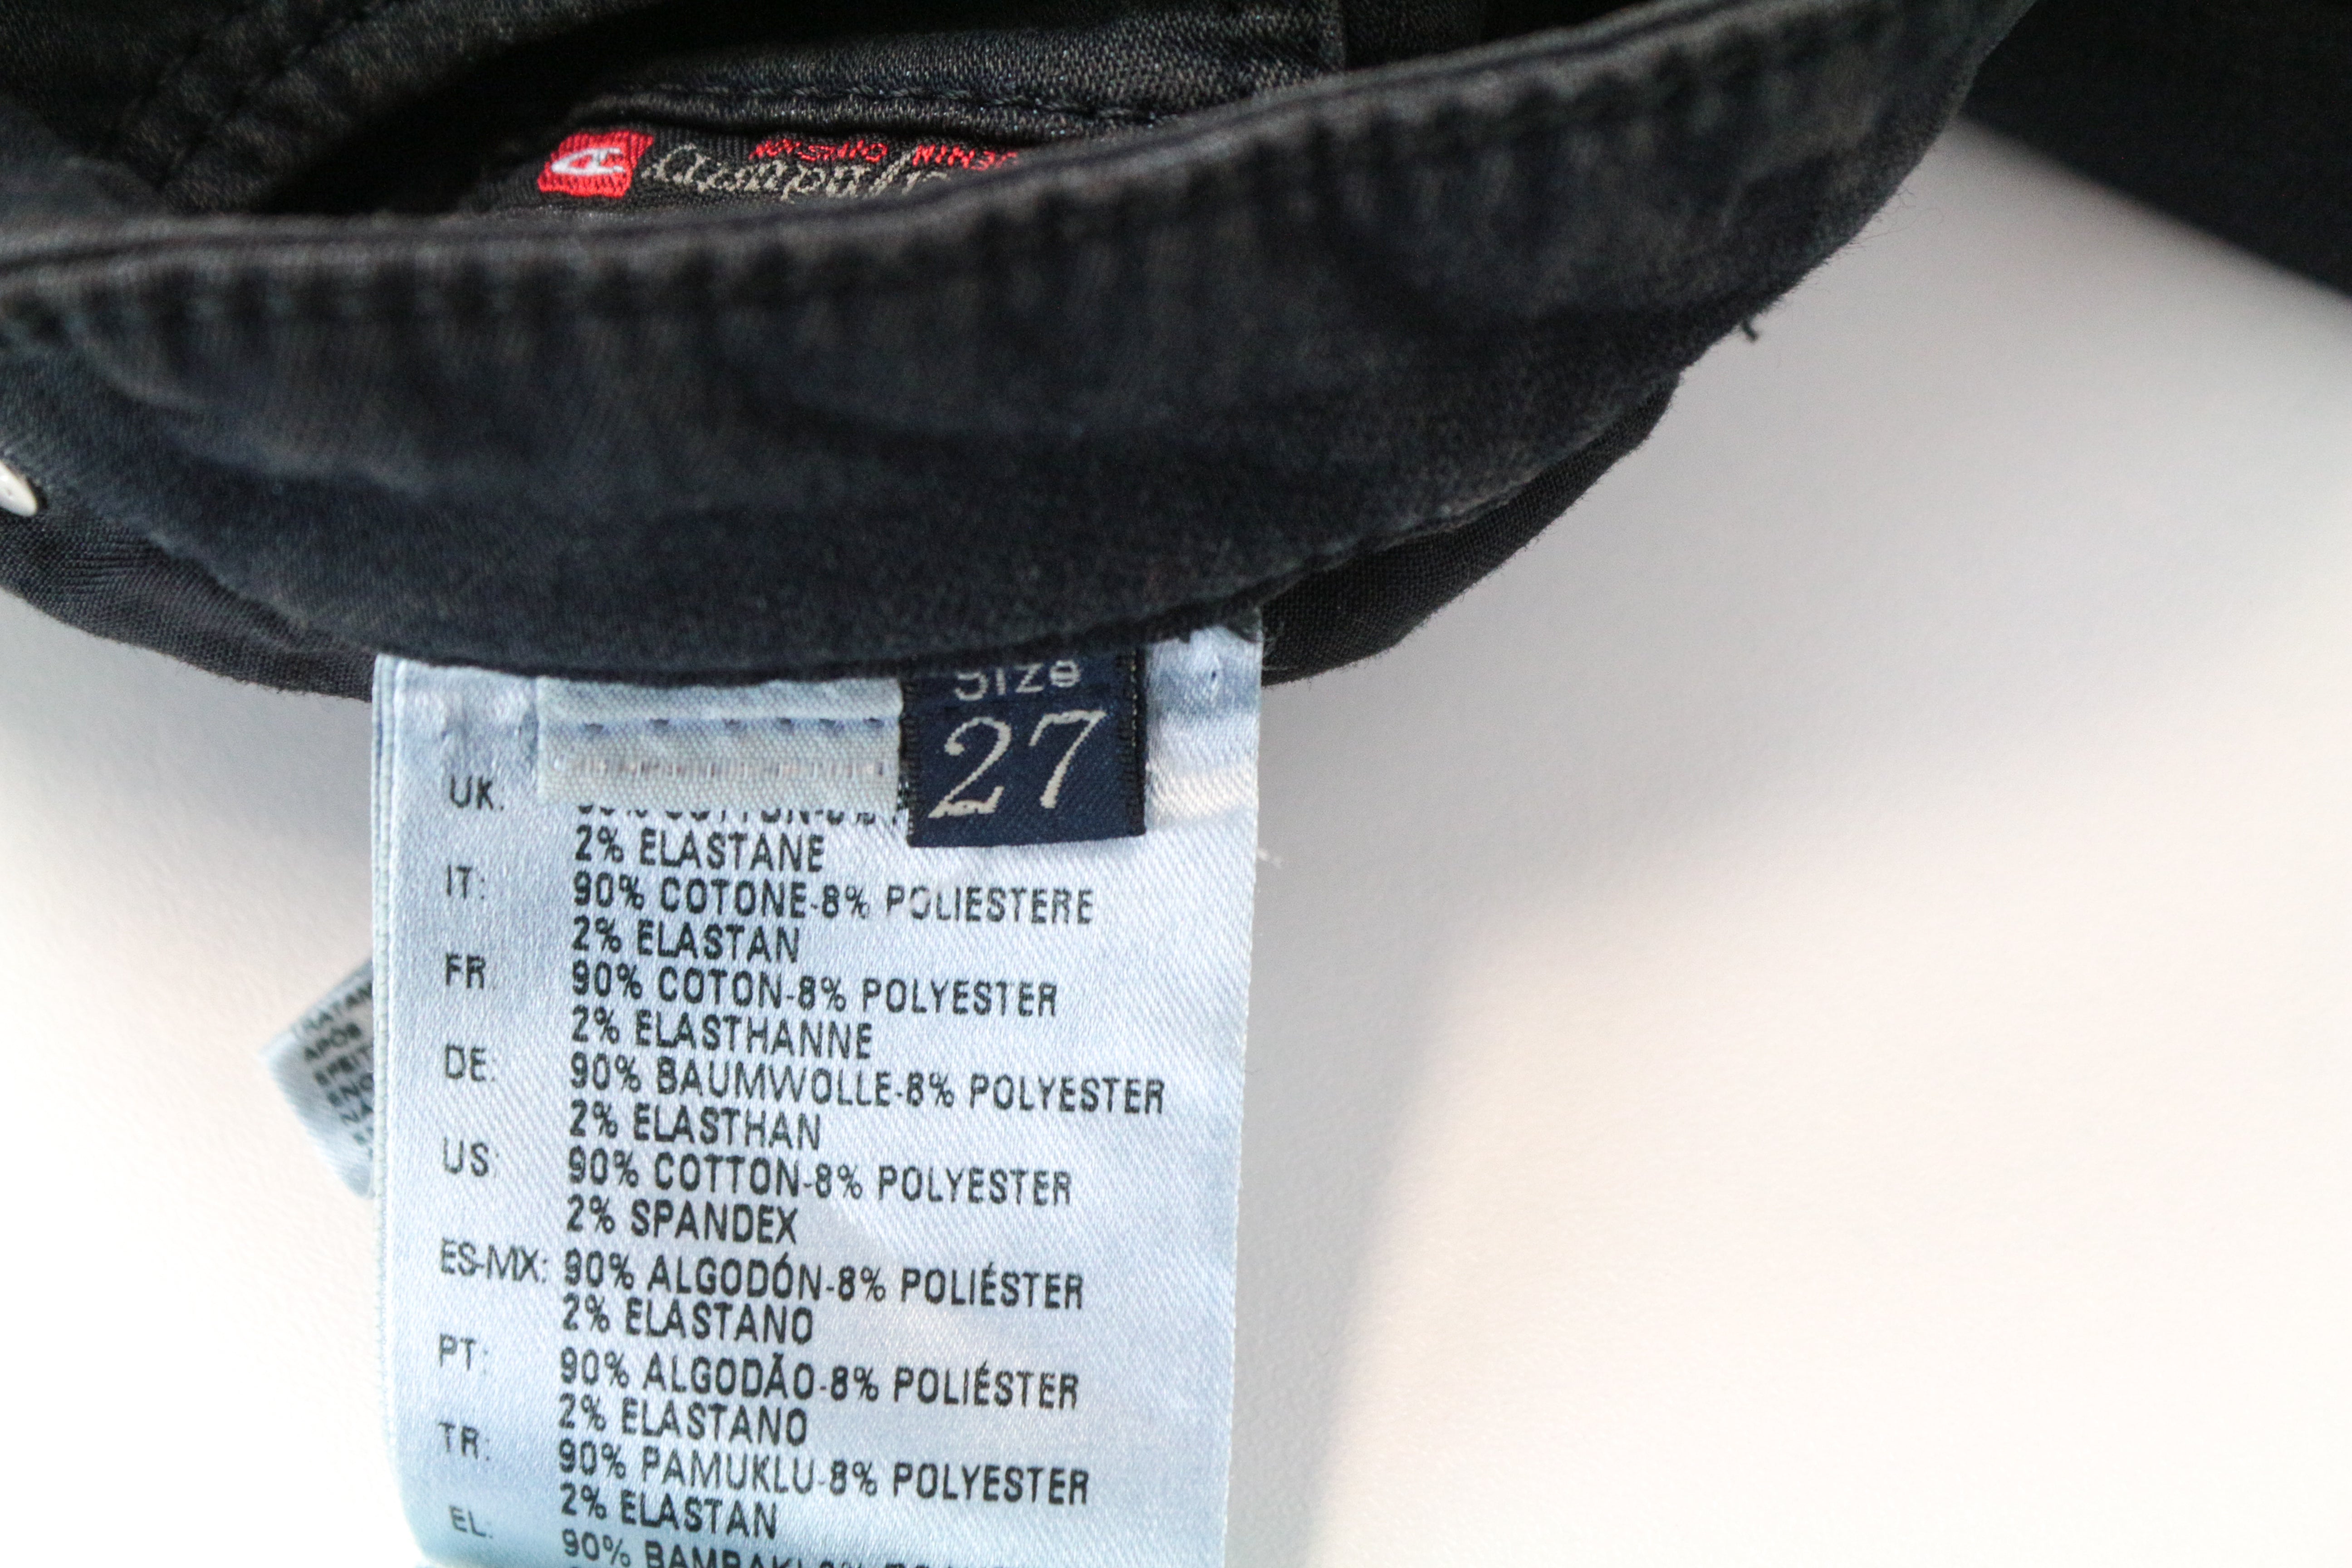 Size
27
UK:
2% ELASTANE
IT: 90% COTONE-8% POLIESTERE
2% ELASTAN
FR 90% COTON-8% POLYESTER
2% ELASTHANNE
DE: 90% BAUMWOLLE-8% POLYESTER
2% ELASTHAN
US: 90% COTTON-8% POLYESTER
2% SPANDEX
ES-MX: 90% ALGODÓN-8% POLIÉSTER
2% ELASTANO
PT: 90% ALGODÃO-8% POLIÉSTER
2% ELASTANO
TR: 90% PAMUKLU-8% POLYESTER
2% ELASTAN
EL: 90%
APÓS